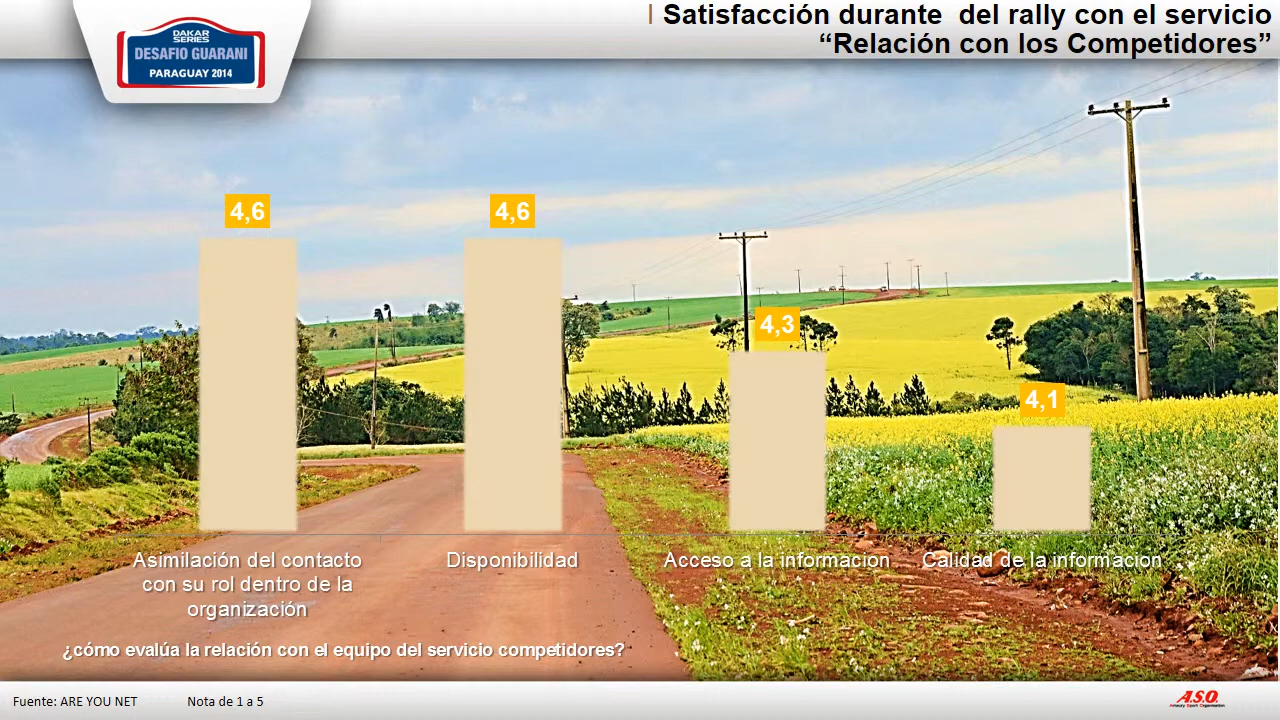 Satisfacción durante  del rally con el servicio
“Relación con los Competidores”
DAKAR
SERIES
DESAFIO GUARANI
PARAGUAY 2014
4,6
4,6
4,3
4,1
Asimilación del contacto
con su rol dentro de la
organización
Disponibilidad
Acceso a la informacion
Calidad de la informacion
¿cómo evalúa la relación con el equipo del servicio competidores?
Fuente: ARE YOU NET
Nota de 1 a 5
A.S.O.
Amaury Sport Organisation